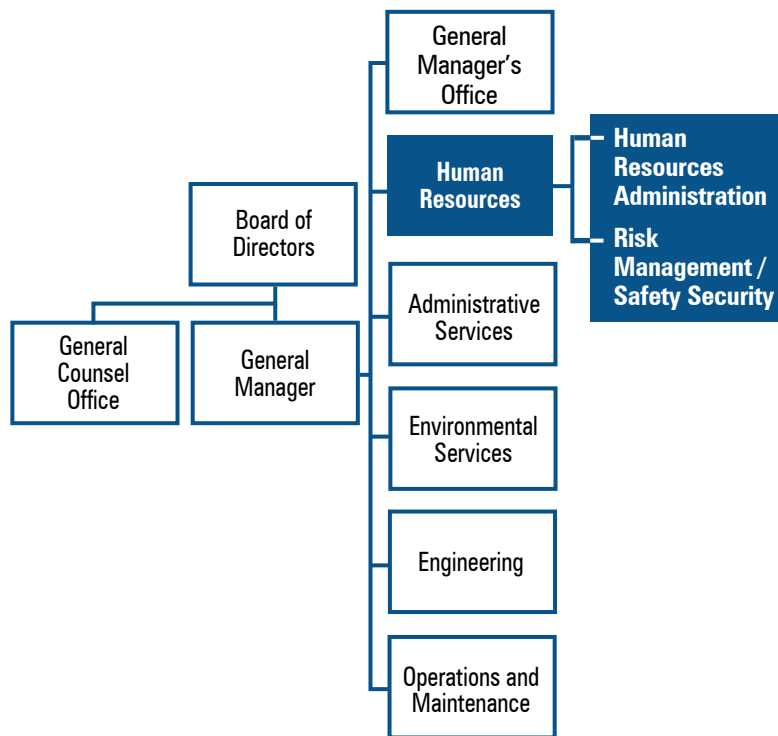 General
Manager’s
Office
Human
Resources
Human
Resources
Administration
Risk
Management /
Safety Security
Board of
Directors
General
Counsel
Office
General
Manager
Administrative
Services
Environmental
Services
Engineering
Operations and
Maintenance